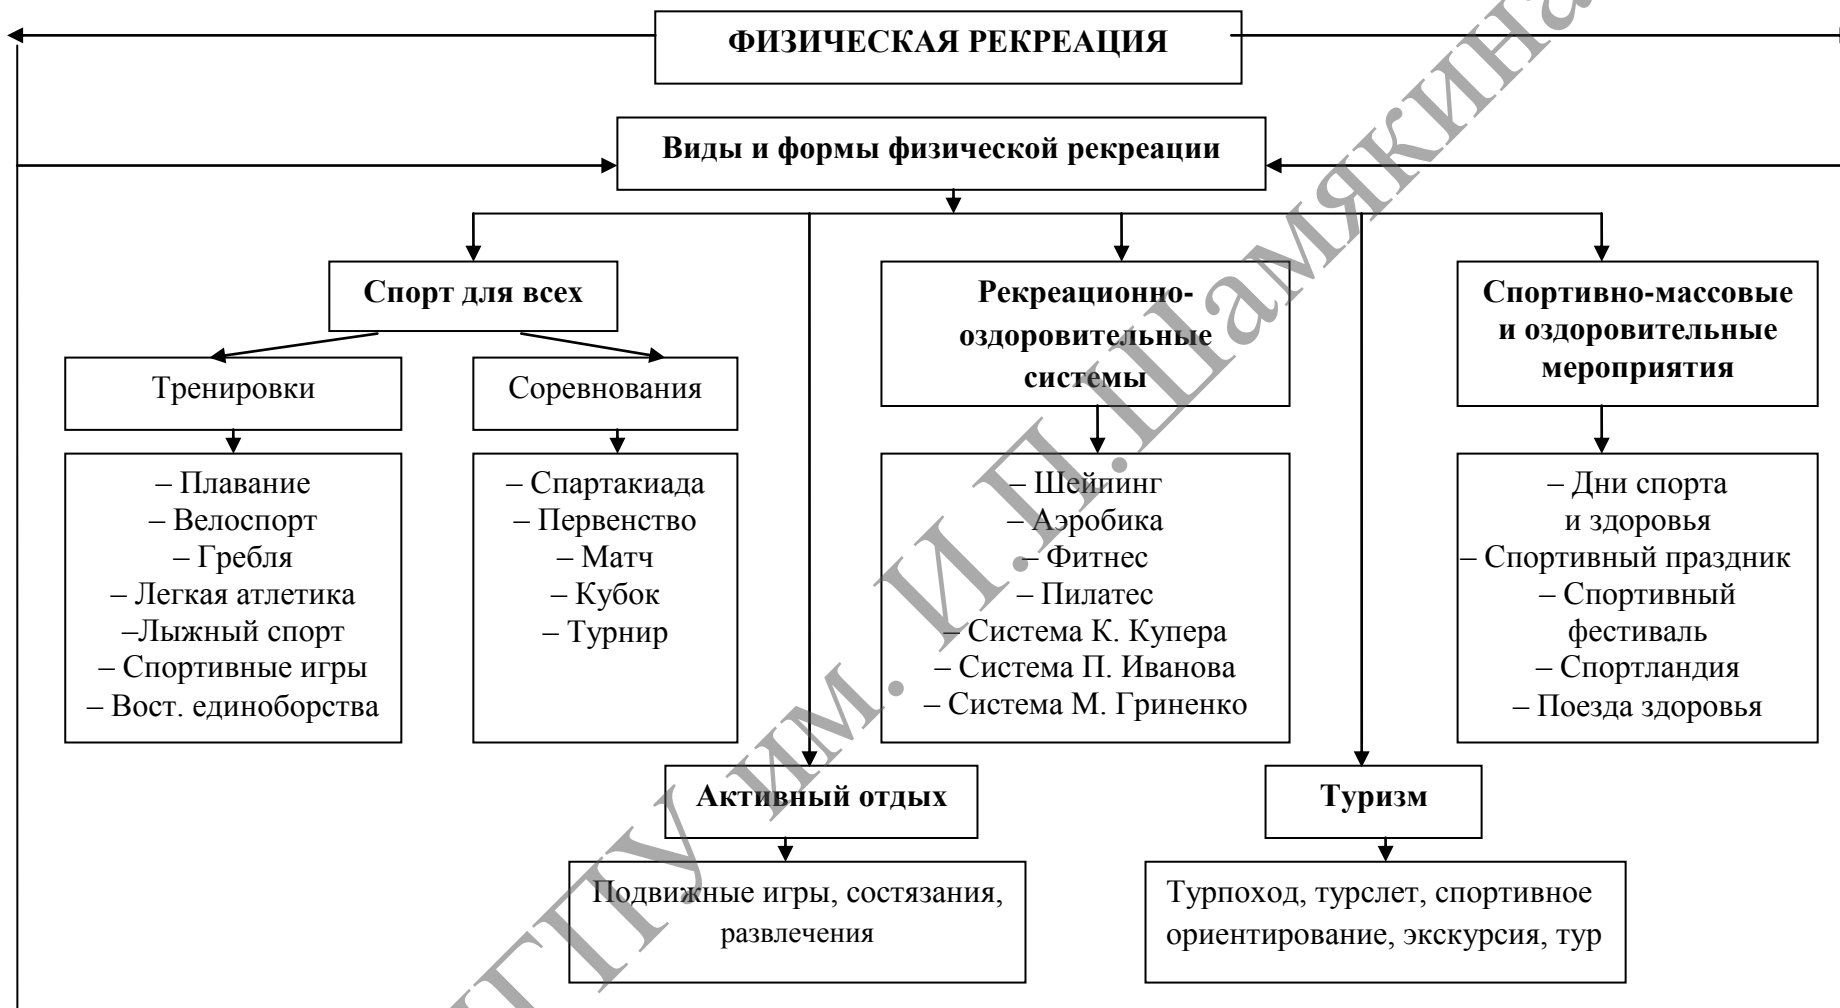 ФИЗИЧЕСКАЯ РЕКРЕАЦИЯ
Виды и формы физической рекреации
Спорт для всех
Тренировки
– Плавание
– Велоспорт
– Гребля
– Легкая атлетика
–Лыжный спорт
– Спортивные игры
– Вост. единоборства
Соревнования
– Спартакиада
– Первенство
– Матч
– Кубок
– Турнир
Рекреационно-
оздоровительные
системы
– Шейпинг
– Аэробика
– Фитнес
– Пилатес
– Система К. Купера
– Система П. Иванова
– Система М. Гриненко
Спортивно-массовые
и оздоровительные
мероприятия
– Дни спорта
и здоровья
– Спортивный праздник
– Спортивный
фестиваль
– Спортландия
– Поезда здоровья
Активный отдых
Подвижные игры, состязания,
развлечения
Туризм
Турпоход, турслет, спортивное
ориентирование, экскурсия, тур
ГПУ им. И.П.Шамякина